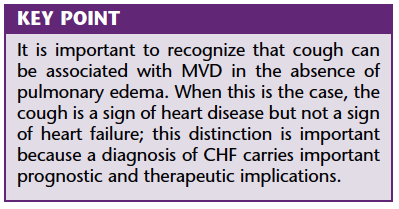 KEY POINT
It is important to recognize that cough can
be associated with MVD in the absence of
pulmonary edema. When this is the case, the
cough is a sign of heart disease but not a sign
of heart failure; this distinction is important
because a diagnosis of CHF carries important
prognostic and therapeutic implications.